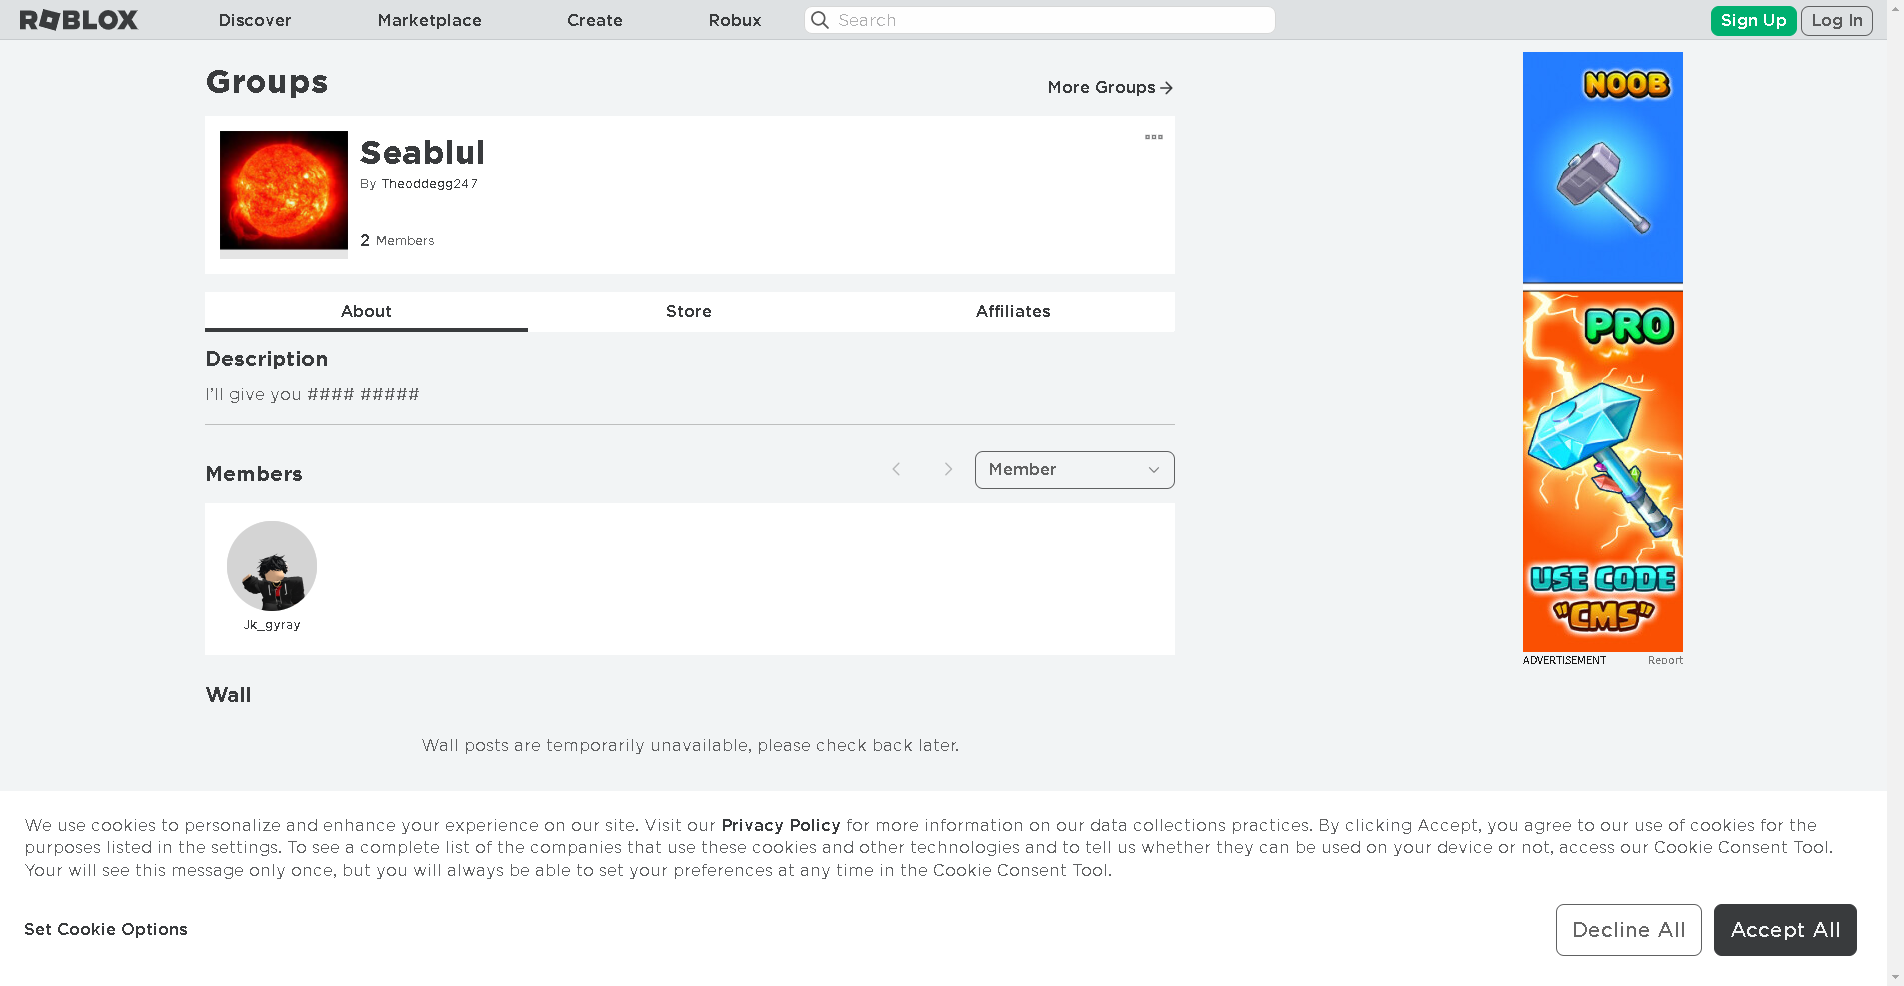 ROBLOX
Discover
Marketplace
Create
Robux
Search
Sign Up
Log In
Groups
More Groups
Seablul
By Theoddegg247
2 Members
About
Store
Affiliates
Description
I'll give you #### #####
Members
Member
Jk_gyray
Wall
Wall posts are temporarily unavailable, please check back later.
NOOB
PRO
USE CODE
"CMS"
ADVERTISEMENT
Report
We use cookies to personalize and enhance your experience on our site. Visit our Privacy Policy for more information on our data collections practices. By clicking Accept, you agree to our use of cookies for the
purposes listed in the settings. To see a complete list of the companies that use these cookies and other technologies and to tell us whether they can be used on your device or not, access our Cookie Consent Tool.
Your will see this message only once, but you will always be able to set your preferences at any time in the Cookie Consent Tool.
Set Cookie Options
Decline All
Accept All